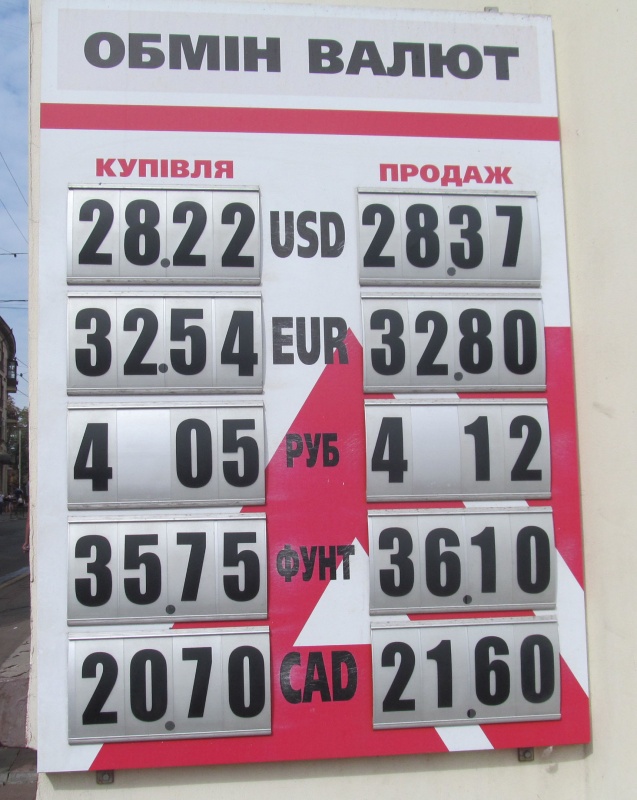 ОБМІН ВАЛЮТ
КУПІВЛЯ ПРОДАЖ
28.22 USD 28.37
32.54 EUR 32.80
4 05 РУБ 4 12
35.75 ФУНТ 36.10
20.70 CAD 21.60